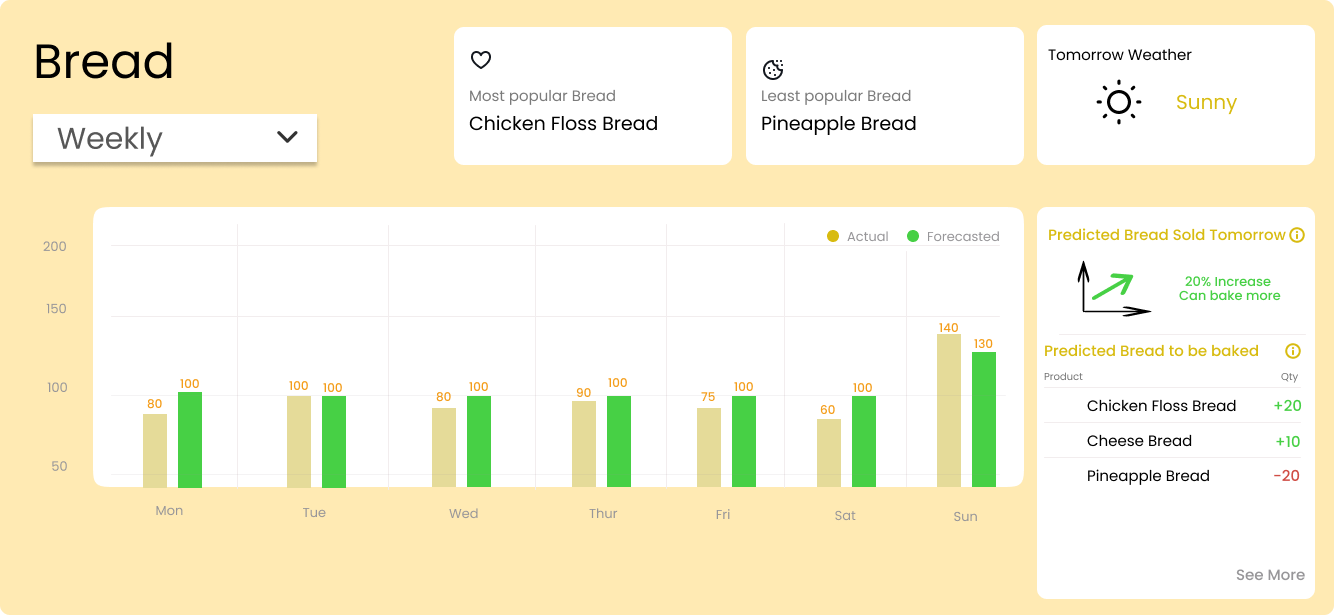 Bread
Weekly
Most popular Bread
Chicken Floss Bread
Least popular Bread
Pineapple Bread
Tomorrow Weather
Sunny
Actual
Forecasted
200
150
100
50
80
100
100
100
80
100
90
100
75
100
60
100
140
130
Mon
Tue
Wed
Thur
Fri
Sat
Sun
Predicted Bread Sold Tomorrow
20% Increase
Can bake more
Predicted Bread to be baked
Product Qty
Chicken Floss Bread +20
Cheese Bread +10
Pineapple Bread -20
See More